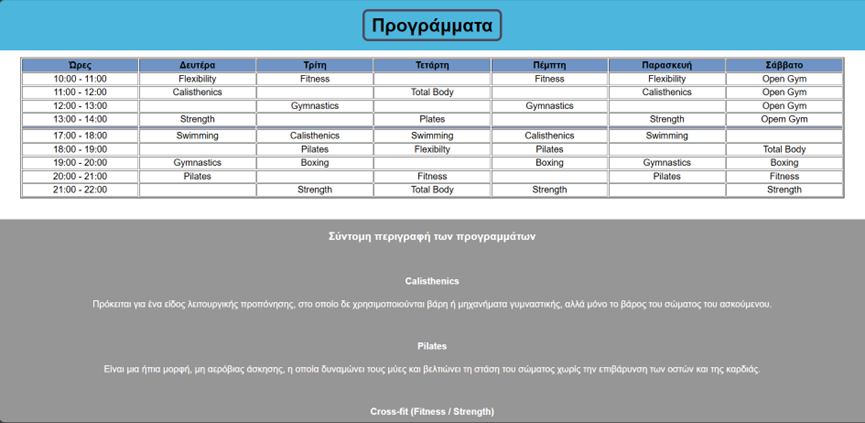 Προγράμματα
Ώρες Δευτέρα Τρίτη Τετάρτη Πέμπτη Παρασκευή Σάββατο
10:00 - 11:00 Flexibility Fitness Fitness Flexibility Open Gym
11:00 - 12:00 Calisthenics Total Body Calisthenics Open Gym
12:00 - 13:00 Gymnastics Gymnastics Open Gym
13:00 - 14:00 Strength Plates Strength Opem Gym
17:00 - 18:00 Swimming Calisthenics Swimming Calisthenics Swimming
18:00 - 19:00 Pilates Flexibilty Pilates Total Body
19:00 - 20:00 Gymnastics Boxing Boxing Gymnastics Boxing
20:00 - 21:00 Pilates Fitness Pilates Fitness
21:00 - 22:00 Strength Total Body Strength Strength
Σύντομη περιγραφή των προγραμμάτων
Calisthenics
Πρόκειται για ένα είδος λειτουργικής προπόνησης, στο οποίο δε χρησιμοποιούνται βάρη ή μηχανήματα γυμναστικής, αλλά μόνο το βάρος του σώματος του ασκούμενου.
Pilates
Είναι μια ήπια μορφή, μη αερόβιας άσκησης, η οποία δυναμώνει τους μύες και βελτιώνει τη στάση του σώματος χωρίς την επιβάρυνση των οστών και της καρδιάς.
Cross-fit (Fitness / Strength)